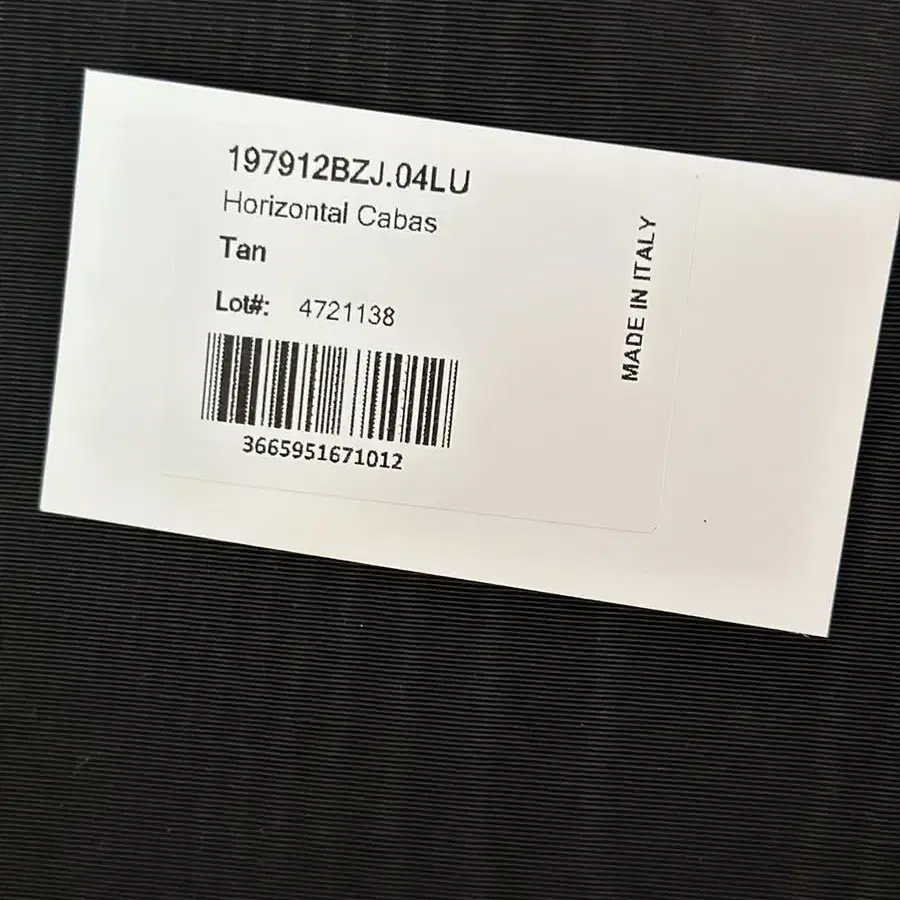 197912BZJ.04LU
Horizontal Cabas
Tan
Lot#: 4721138
3665951671012
MADE IN ITALY